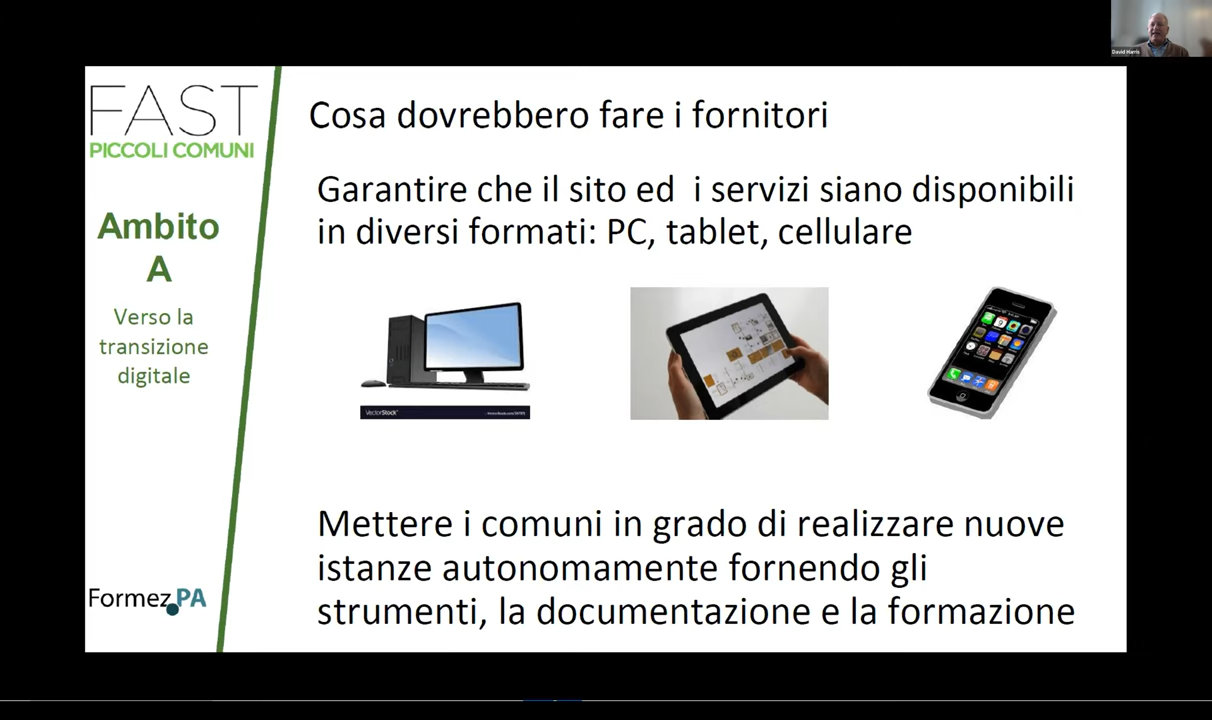 David Harris
FAST
PICCOLI COMUNI
Ambito
A
Verso la
transizione
digitale
Formez PA
Cosa dovrebbero fare i fornitori
Garantire che il sito ed i servizi siano disponibili
in diversi formati: PC, tablet, cellulare
VectorStock
Mettere i comuni in grado di realizzare nuove
istanze autonomamente fornendo gli
strumenti, la documentazione e la formazione